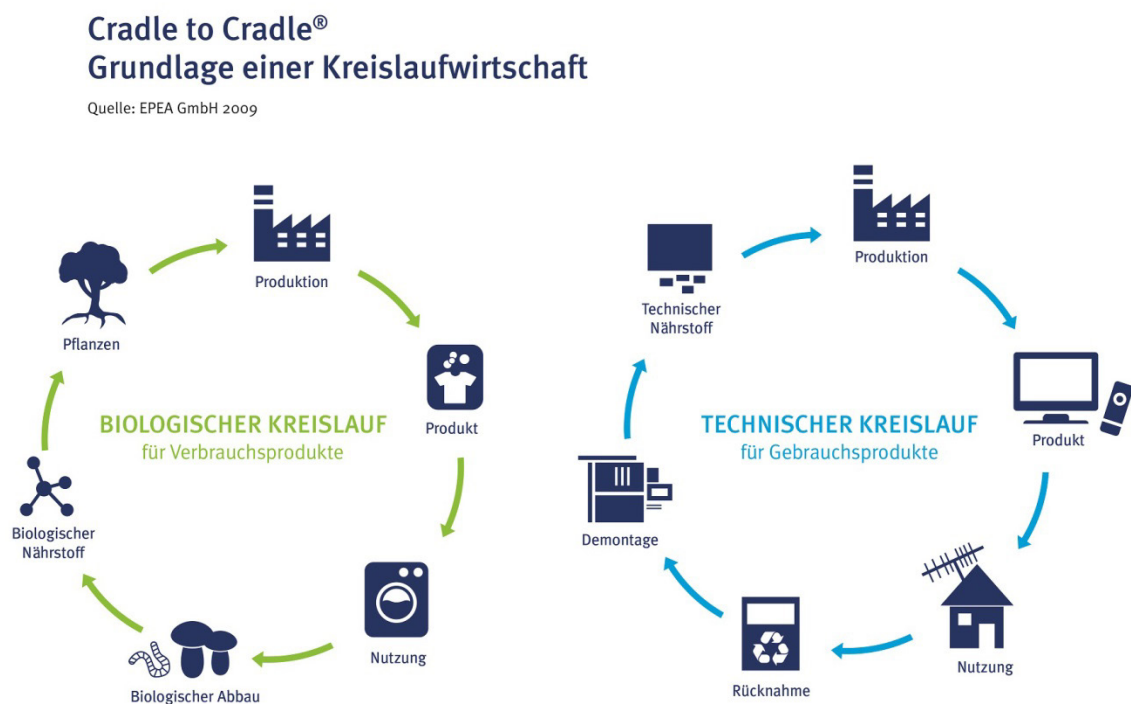 Cradle to Cradle®
Grundlage einer Kreislaufwirtschaft
Quelle: EPEA GmbH 2009
BIOLOGISCHER KREISLAUF
für Verbrauchsprodukte
Produktion
Produkt
Nutzung
Biologischer Abbau
Biologischer
Nährstoff
Pflanzen
TECHNISCHER KREISLAUF
für Gebrauchsprodukte
Produktion
Produkt
Nutzung
Rücknahme
Demontage
Technischer
Nährstoff